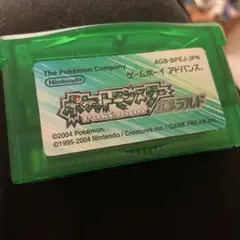 The Pokémon Company
AGB-BPEJ-JPN
Nintendo
ゲームボーイ アドバンス
ポケットモンスター
エメラルド
POKEMON
©2004 Pokémon.
©1995-2004 Nintendo/Creatures inc./GAME FREAK inc.